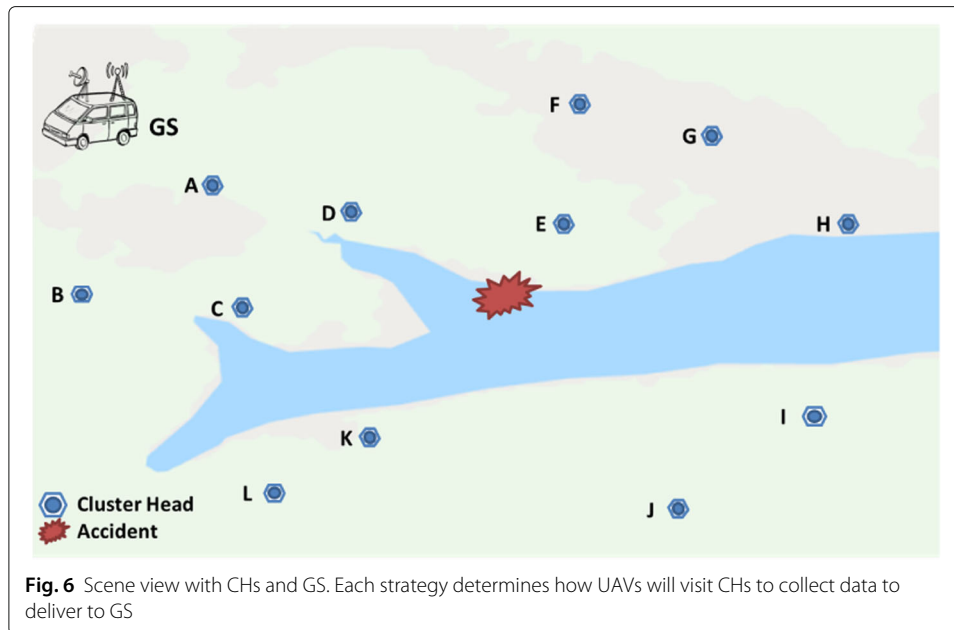 GS
F
G
A
D
E
H
B
C
I
K
L
J
Cluster Head
Accident
Fig. 6 Scene view with CHs and GS. Each strategy determines how UAVs will visit CHs to collect data to
deliver to GS